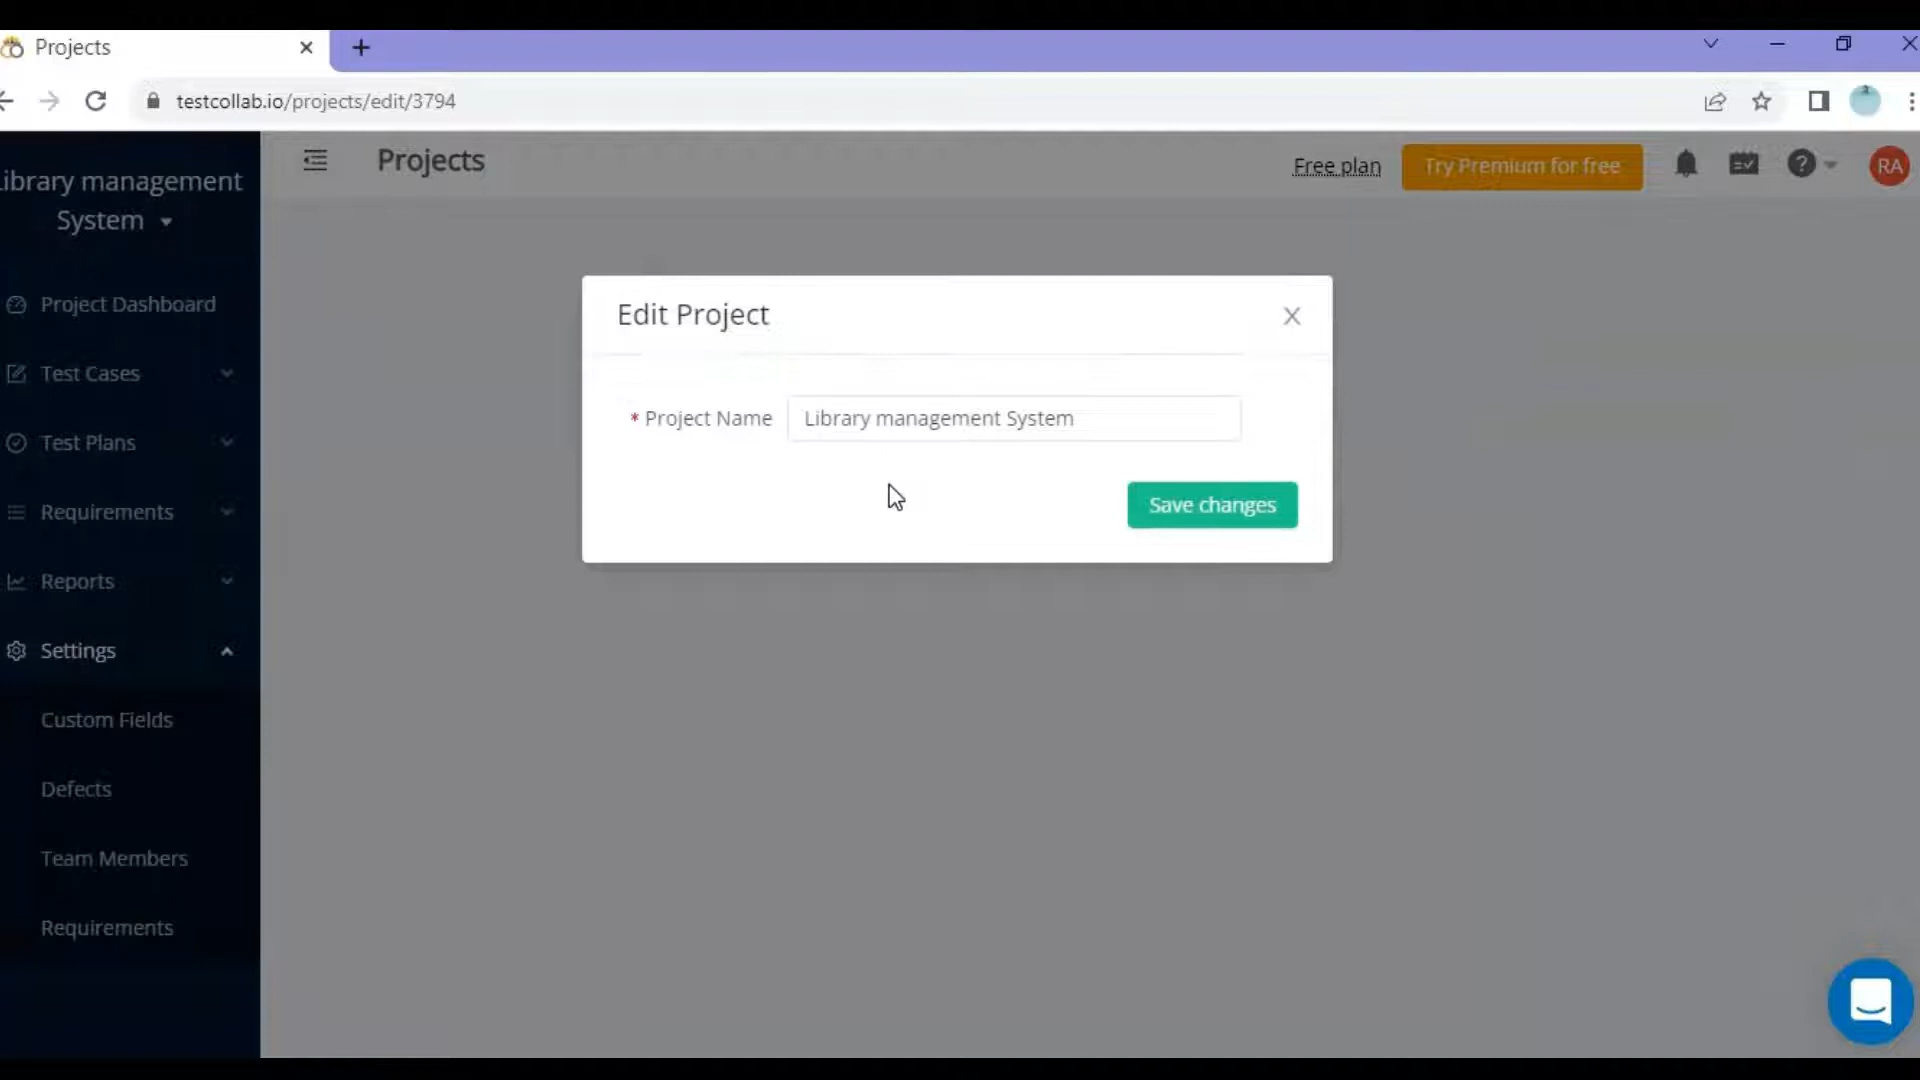 Projects
testcollab.io/projects/edit/3794
ibrary management
System
Projects
Free plan
Try Premium for free
RA
Project Dashboard
Test Cases
Test Plans
Requirements
Reports
Settings
Custom Fields
Defects
Team Members
Requirements
Edit Project
* Project Name
Library management System
Save changes